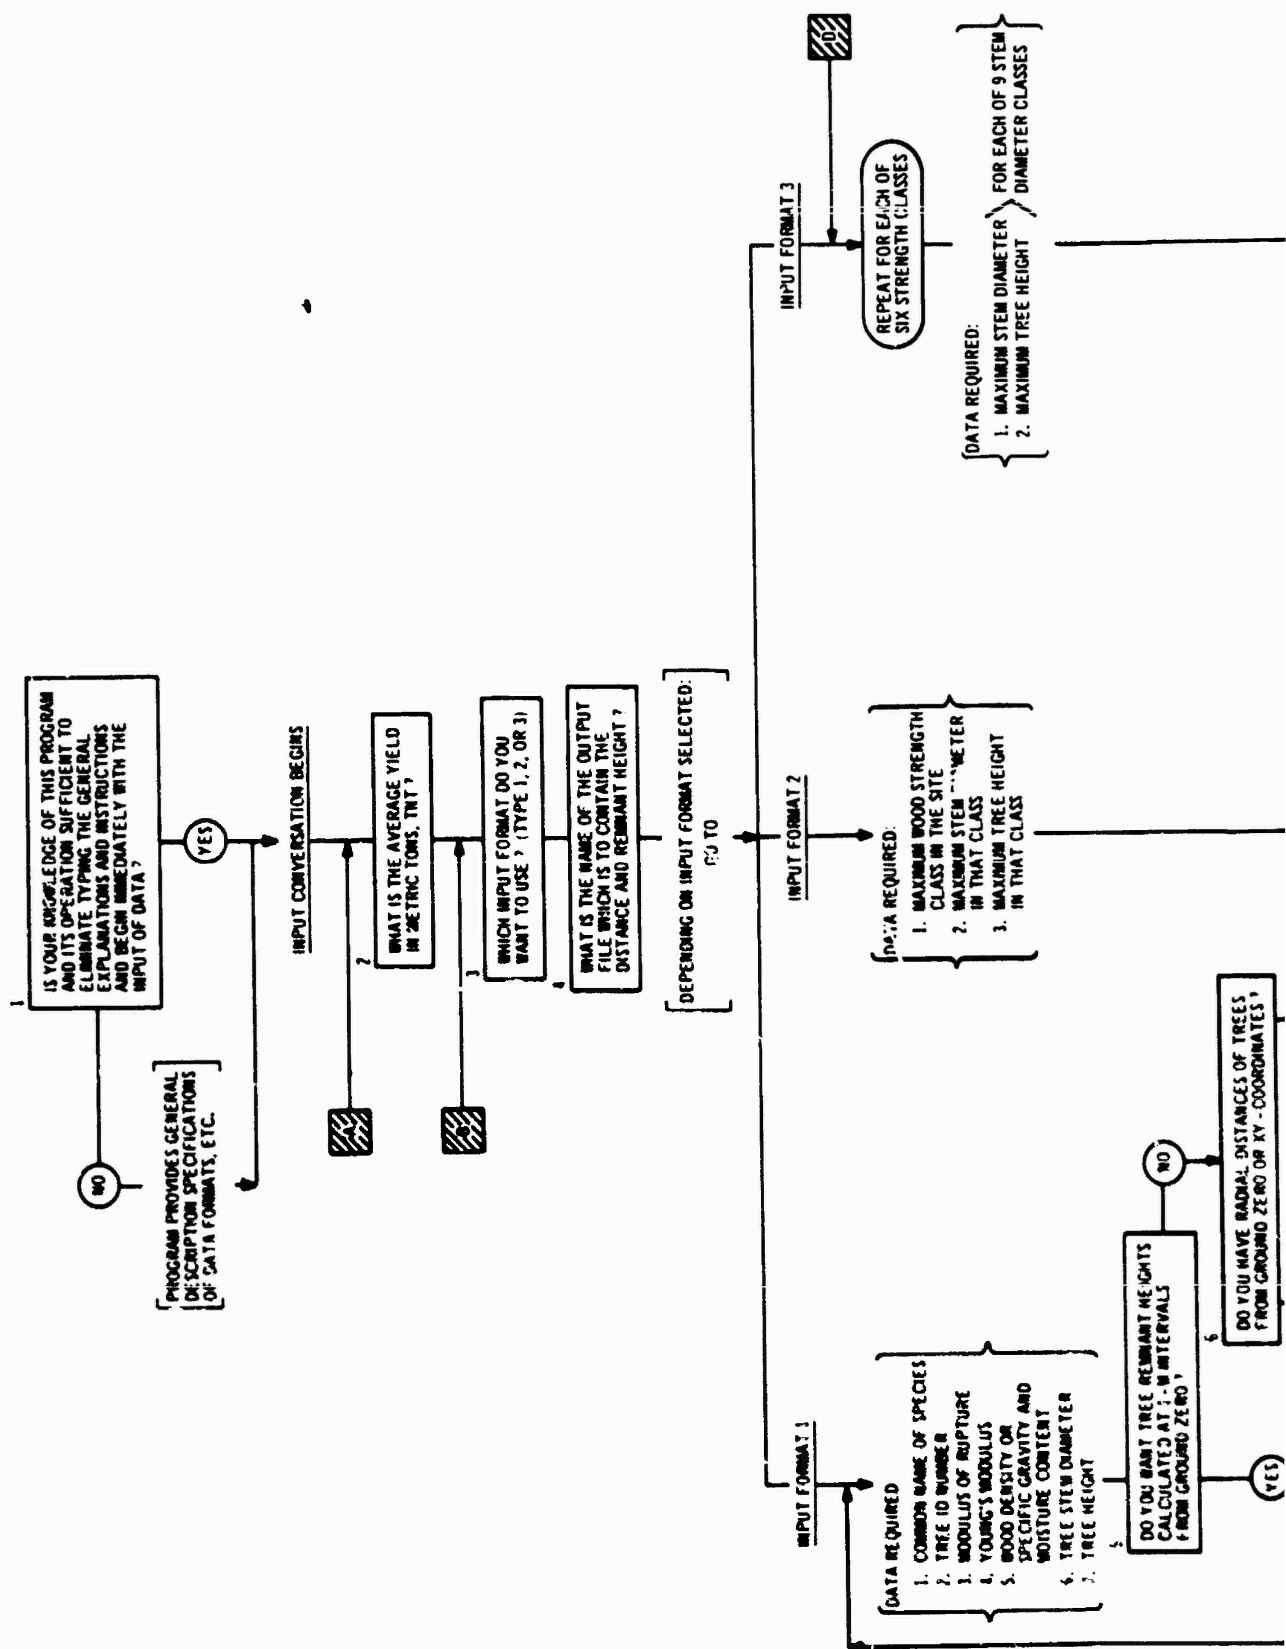 1
IS YOUR KNOWLEDGE OF THIS PROGRAM
AND ITS OPERATION SUFFICIENT TO
ELIMINATE TYPING THE GENERAL
EXPLANATIONS AND INSTRUCTIONS
AND BEGIN IMMEDIATELY WITH THE
INPUT OF DATA?
NO
YES
PROGRAM PROVIDES GENERAL
DESCRIPTION SPECIFICATIONS
OF DATA FORMATS, ETC.
INPUT CONVERSATION BEGINS
A
2
WHAT IS THE AVERAGE YIELD
IN METRIC TONS, TNT?
B
3
WHICH INPUT FORMAT DO YOU
WANT TO USE? (TYPE 1, 2, OR 3)
4
WHAT IS THE NAME OF THE OUTPUT
FILE WHICH IS TO CONTAIN THE
DISTANCE AND REMNANT HEIGHT?
DEPENDING ON INPUT FORMAT SELECTED:
GO TO
INPUT FORMAT 1
DATA REQUIRED
1. COMMON NAME OF SPECIES
2. TREE ID NUMBER
3. MODULUS OF RUPTURE
4. YOUNG'S MODULUS
5. WOOD DENSITY OR
SPECIFIC GRAVITY AND
MOISTURE CONTENT
6. TREE STEM DIAMETER
7. TREE HEIGHT
5
DO YOU WANT TREE REMNANT HEIGHTS
CALCULATED AT 1-M INTERVALS
FROM GROUND ZERO?
NO
YES
6
DO YOU HAVE RADIAL DISTANCES OF TREES
FROM GROUND ZERO OR XY-COORDINATES?
INPUT FORMAT 2
DATA REQUIRED:
1. MAXIMUM WOOD STRENGTH
CLASS IN THE SITE
2. MAXIMUM STEM METER
IN THAT CLASS
3. MAXIMUM TREE HEIGHT
IN THAT CLASS
INPUT FORMAT 3
D
REPEAT FOR EACH OF
SIX STRENGTH CLASSES
DATA REQUIRED:
1. MAXIMUM STEM DIAMETER
2. MAXIMUM TREE HEIGHT
FOR EACH OF 9 STEM
DIAMETER CLASSES